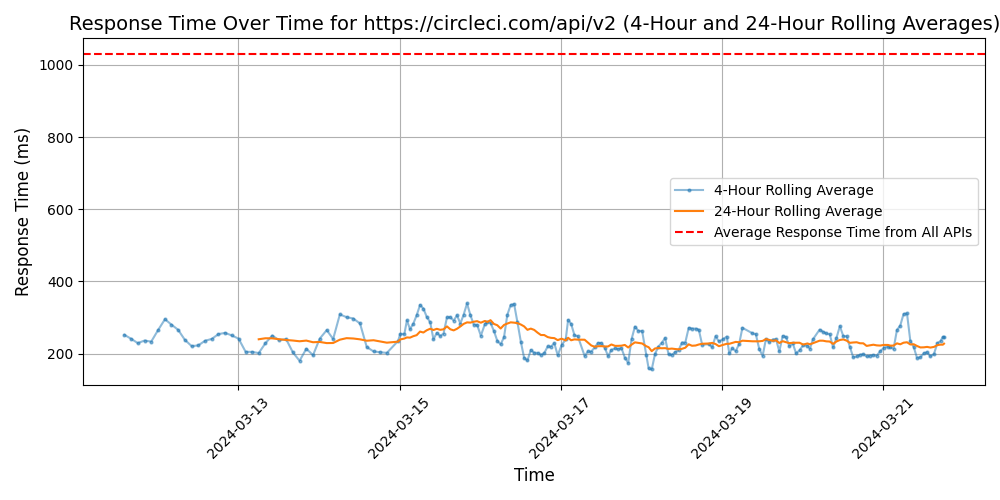 Response Time Over Time for https://circleci.com/api/v2 (4-Hour and 24-Hour Rolling Averages)
Response Time (ms)
1000
800
600
400
200
4-Hour Rolling Average
24-Hour Rolling Average
Average Response Time from All APIs
2024-03-13
2024-03-15
2024-03-17
2024-03-19
2024-03-21
Time